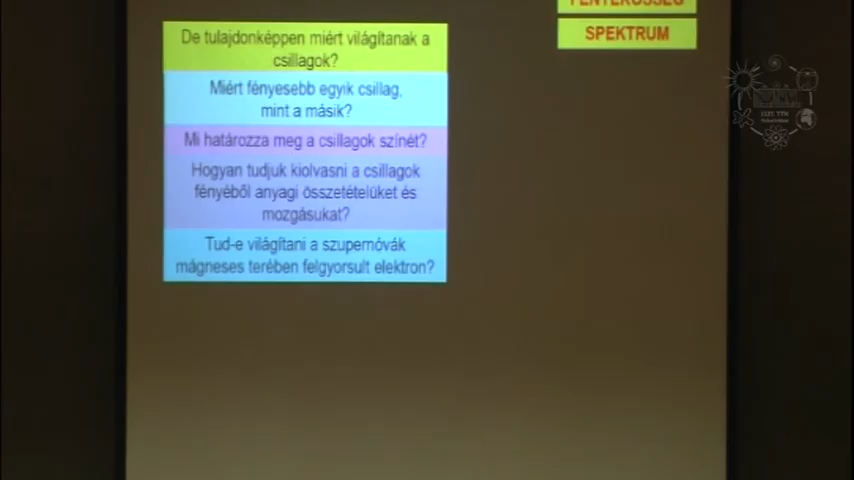 De tulajdonképpen miért világítanak a
csillagok?
Miért fényesebb egyik csillag,
mint a másik?
Mi határozza meg a csillagok színét?
Hogyan tudjuk kiolvasni a csillagok
fényéből anyagi összetételüket és
mozgásukat?
Tud-e világítani a szupernóvák
mágneses terében felgyorsult elektron?
FÉNYERŐSSÉG
SPEKTRUM